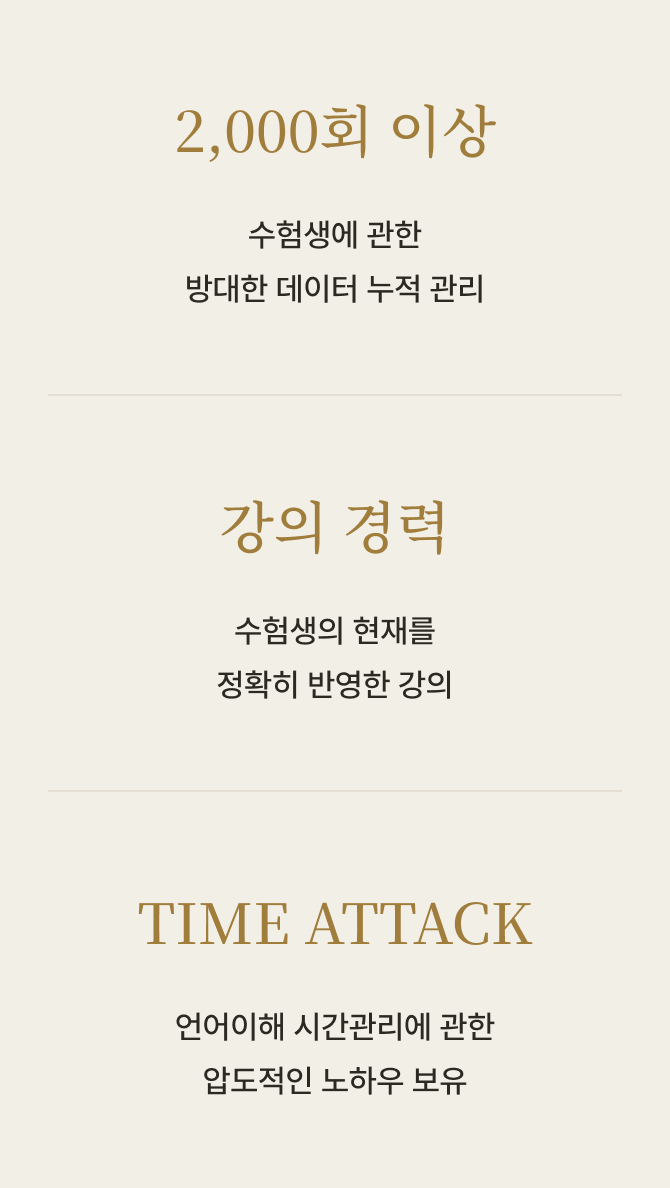 2,000회 이상
수험생에 관한
방대한 데이터 누적 관리
강의 경력
수험생의 현재를
정확히 반영한 강의
TIME ATTACK
언어이해 시간관리에 관한
압도적인 노하우 보유